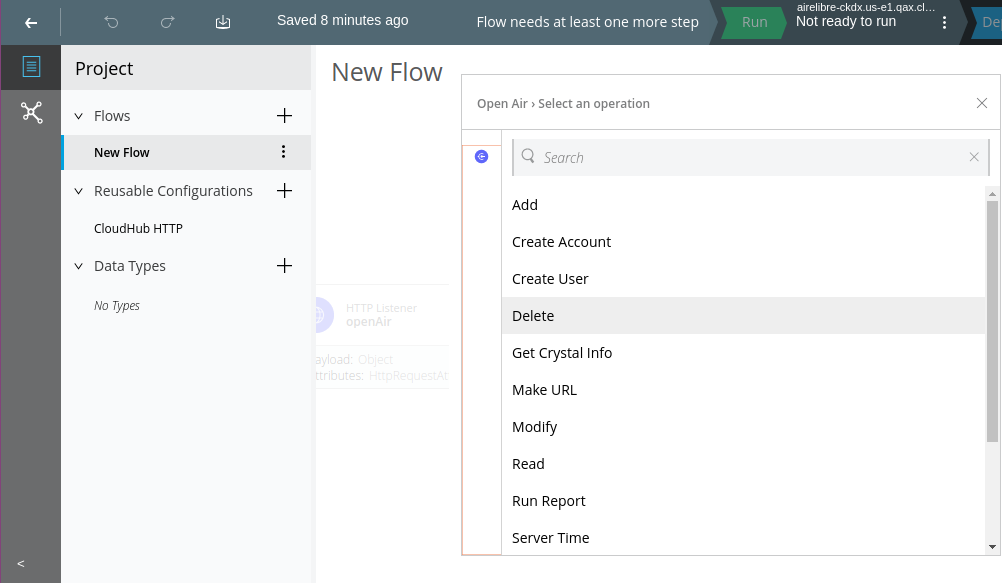 Saved 8 minutes ago
Flow needs at least one more step
Run
airelibre-ckdx.us-e1.qax.cl...
Not ready to run
De
Project
Flows
New Flow
Reusable Configurations
CloudHub HTTP
Data Types
No Types
New Flow
HTTP Listener
openAir
ayload: Object
ttributes: HttpRequestAt
Open Air › Select an operation
Search
Add
Create Account
Create User
Delete
Get Crystal Info
Make URL
Modify
Read
Run Report
Server Time